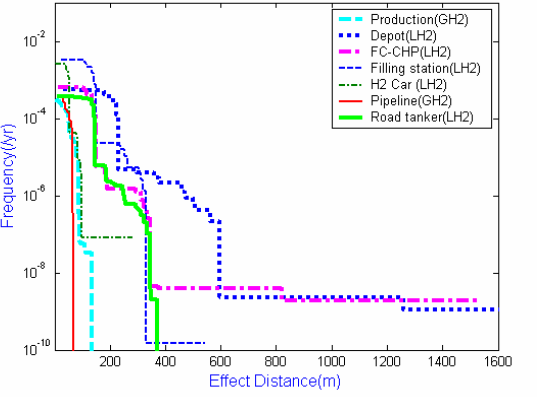 Production(GH2)
Depot(LH2)
FC-CHP(LH2)
Filling station(LH2)
H2 Car (LH2)
Pipeline(GH2)
Road tanker(LH2)
10^-2
10^-4
10^-6
10^-8
10^-10
Frequency(/yr)
200 400 600 800 1000 1200 1400 1600
Effect Distance(m)